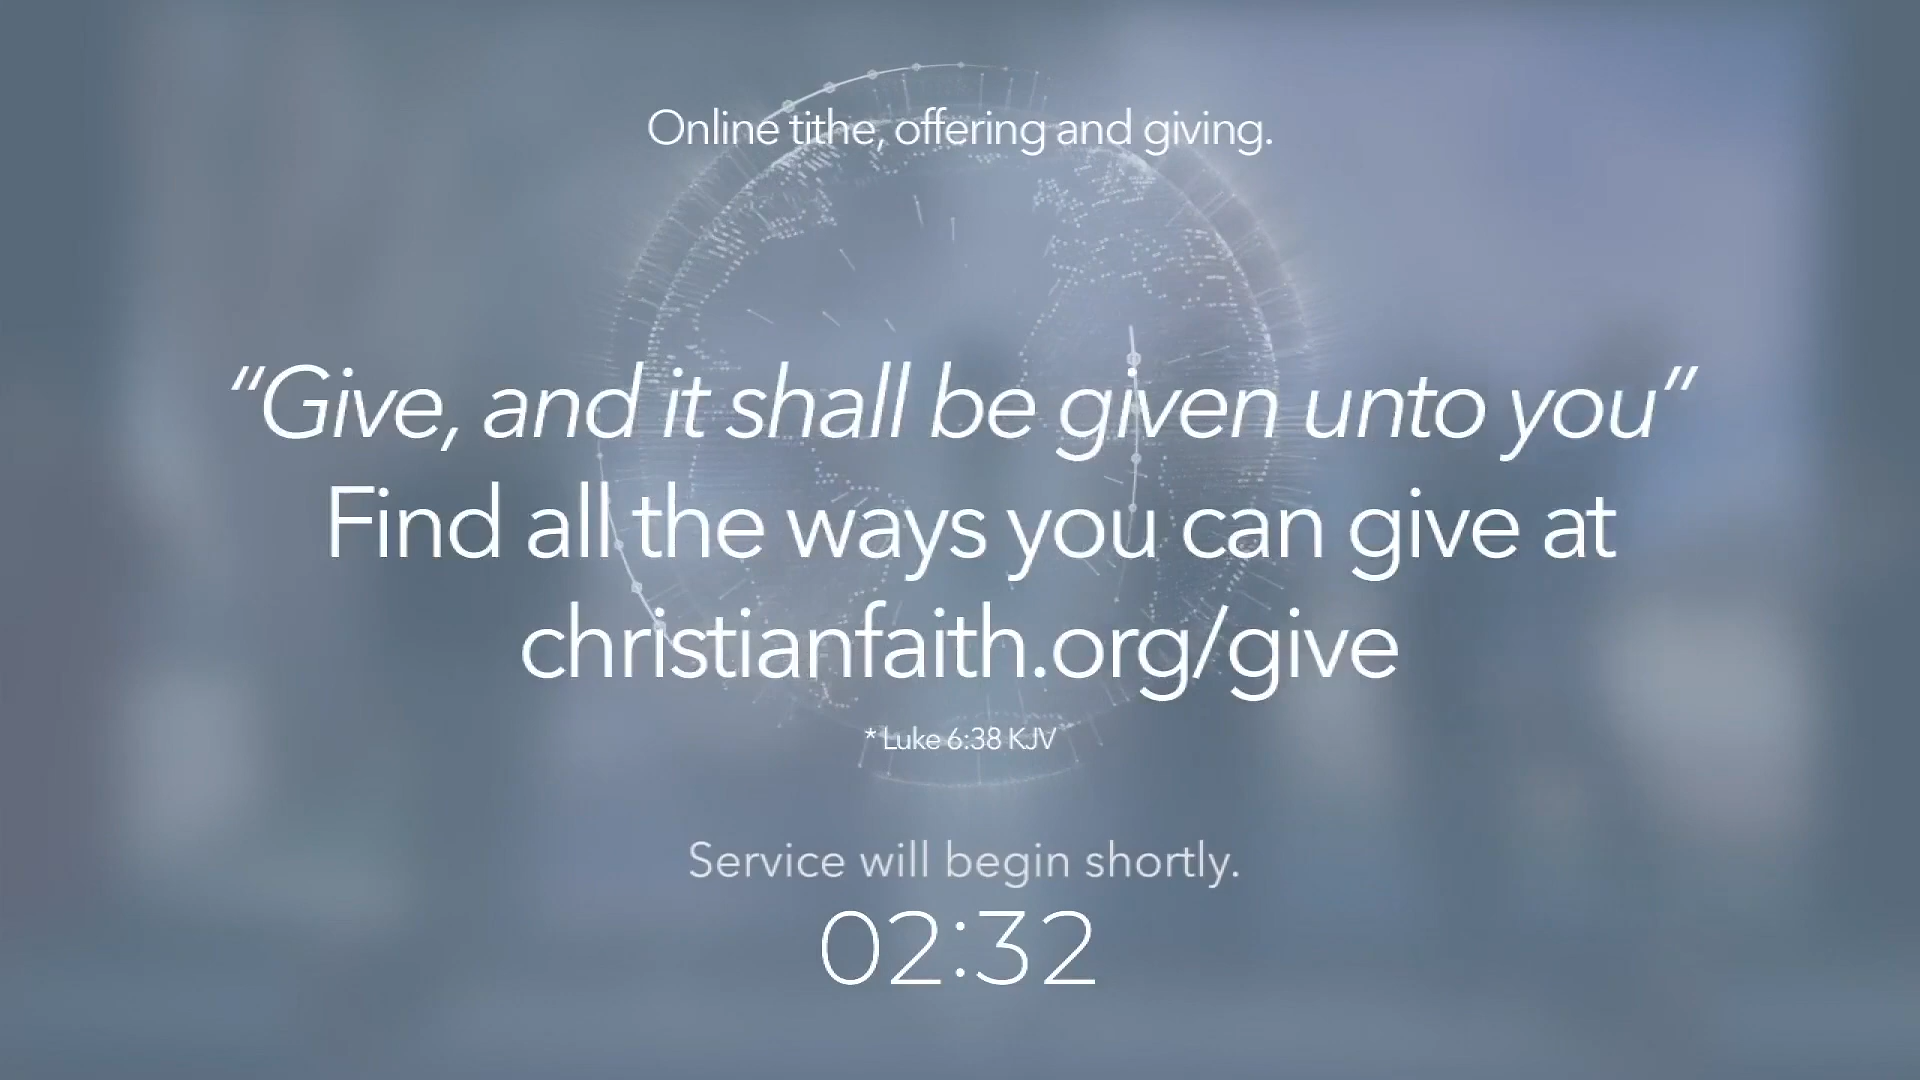 Online tithe, offering and giving.
“Give, and it shall be given unto you”
Find all the ways you can give at
christianfaith.org/give
* Luke 6:38 KJV
Service will begin shortly.
02:32